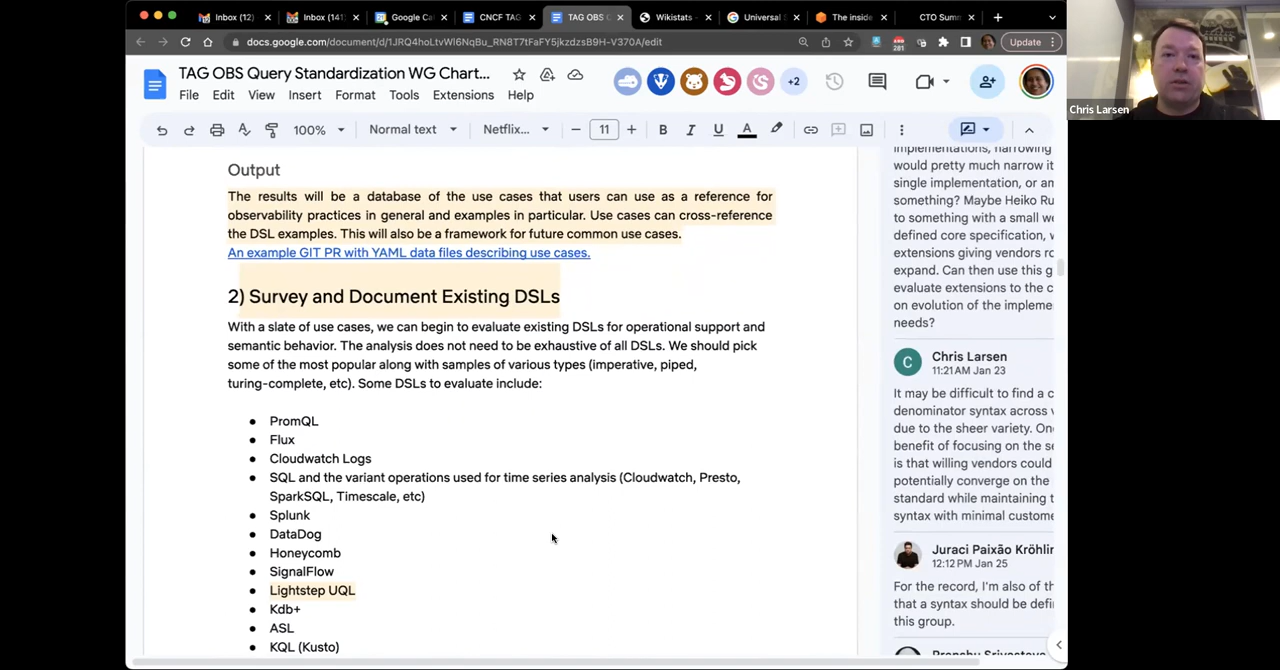 Inbox (12)
Inbox (141
Google Ca
CNCF TAG
TAG OBS C
Wikistats -
Universal S
The inside
CTO Sum
docs.google.com/document/d/1JRQ4hoLtvWl6NqBu_RN8T7tFaFY5jkzdzsB9H-V370A/edit
281
Update
TAG OBS Query Standardization WG Chart...
File Edit View Insert Format Tools Extensions Help
+2
100%
Normal text
Netflix...
11
B I U A
Output
The results will be a database of the use cases that users can use as a reference for
observability practices in general and examples in particular. Use cases can cross-reference
the DSL examples. This will also be a framework for future common use cases.
An example GIT PR with YAML data files describing use cases.
2) Survey and Document Existing DSLs
With a slate of use cases, we can begin to evaluate existing DSLs for operational support and
semantic behavior. The analysis does not need to be exhaustive of all DSLs. We should pick
some of the most popular along with samples of various types (imperative, piped,
turing-complete, etc). Some DSLs to evaluate include:
● PromQL
● Flux
● Cloudwatch Logs
● SQL and the variant operations used for time series analysis (Cloudwatch, Presto,
SparkSQL, Timescale, etc)
● Splunk
● DataDog
● Honeycomb
● SignalFlow
● Lightstep UQL
● Kdb+
● ASL
● KQL (Kusto)
implementations, narrowing
would pretty much narrow it
single implementation, or an
something? Maybe Heiko Ru
to something with a small we
defined core specification, w
extensions giving vendors ro
expand. Can then use this g
evaluate extensions to the c
on evolution of the impleme
needs?
C
Chris Larsen
11:21 AM Jan 23
It may be difficult to find a c
denominator syntax across v
due to the sheer variety. One
benefit of focusing on the se
is that willing vendors could
potentially converge on the
standard while maintaining t
syntax with minimal custome
Juraci Paixão Kröhlin
12:12 PM Jan 25
For the record, I'm also of th
that a syntax should be defi
this group.
Chris Larsen